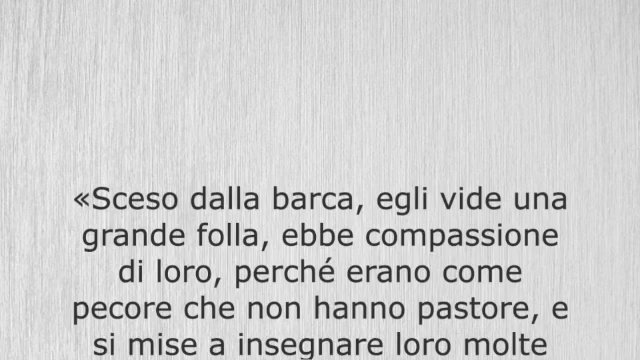 «Sceso dalla barca, egli vide una
grande folla, ebbe compassione
di loro, perché erano come
pecore che non hanno pastore, e
si mise a insegnare loro molte